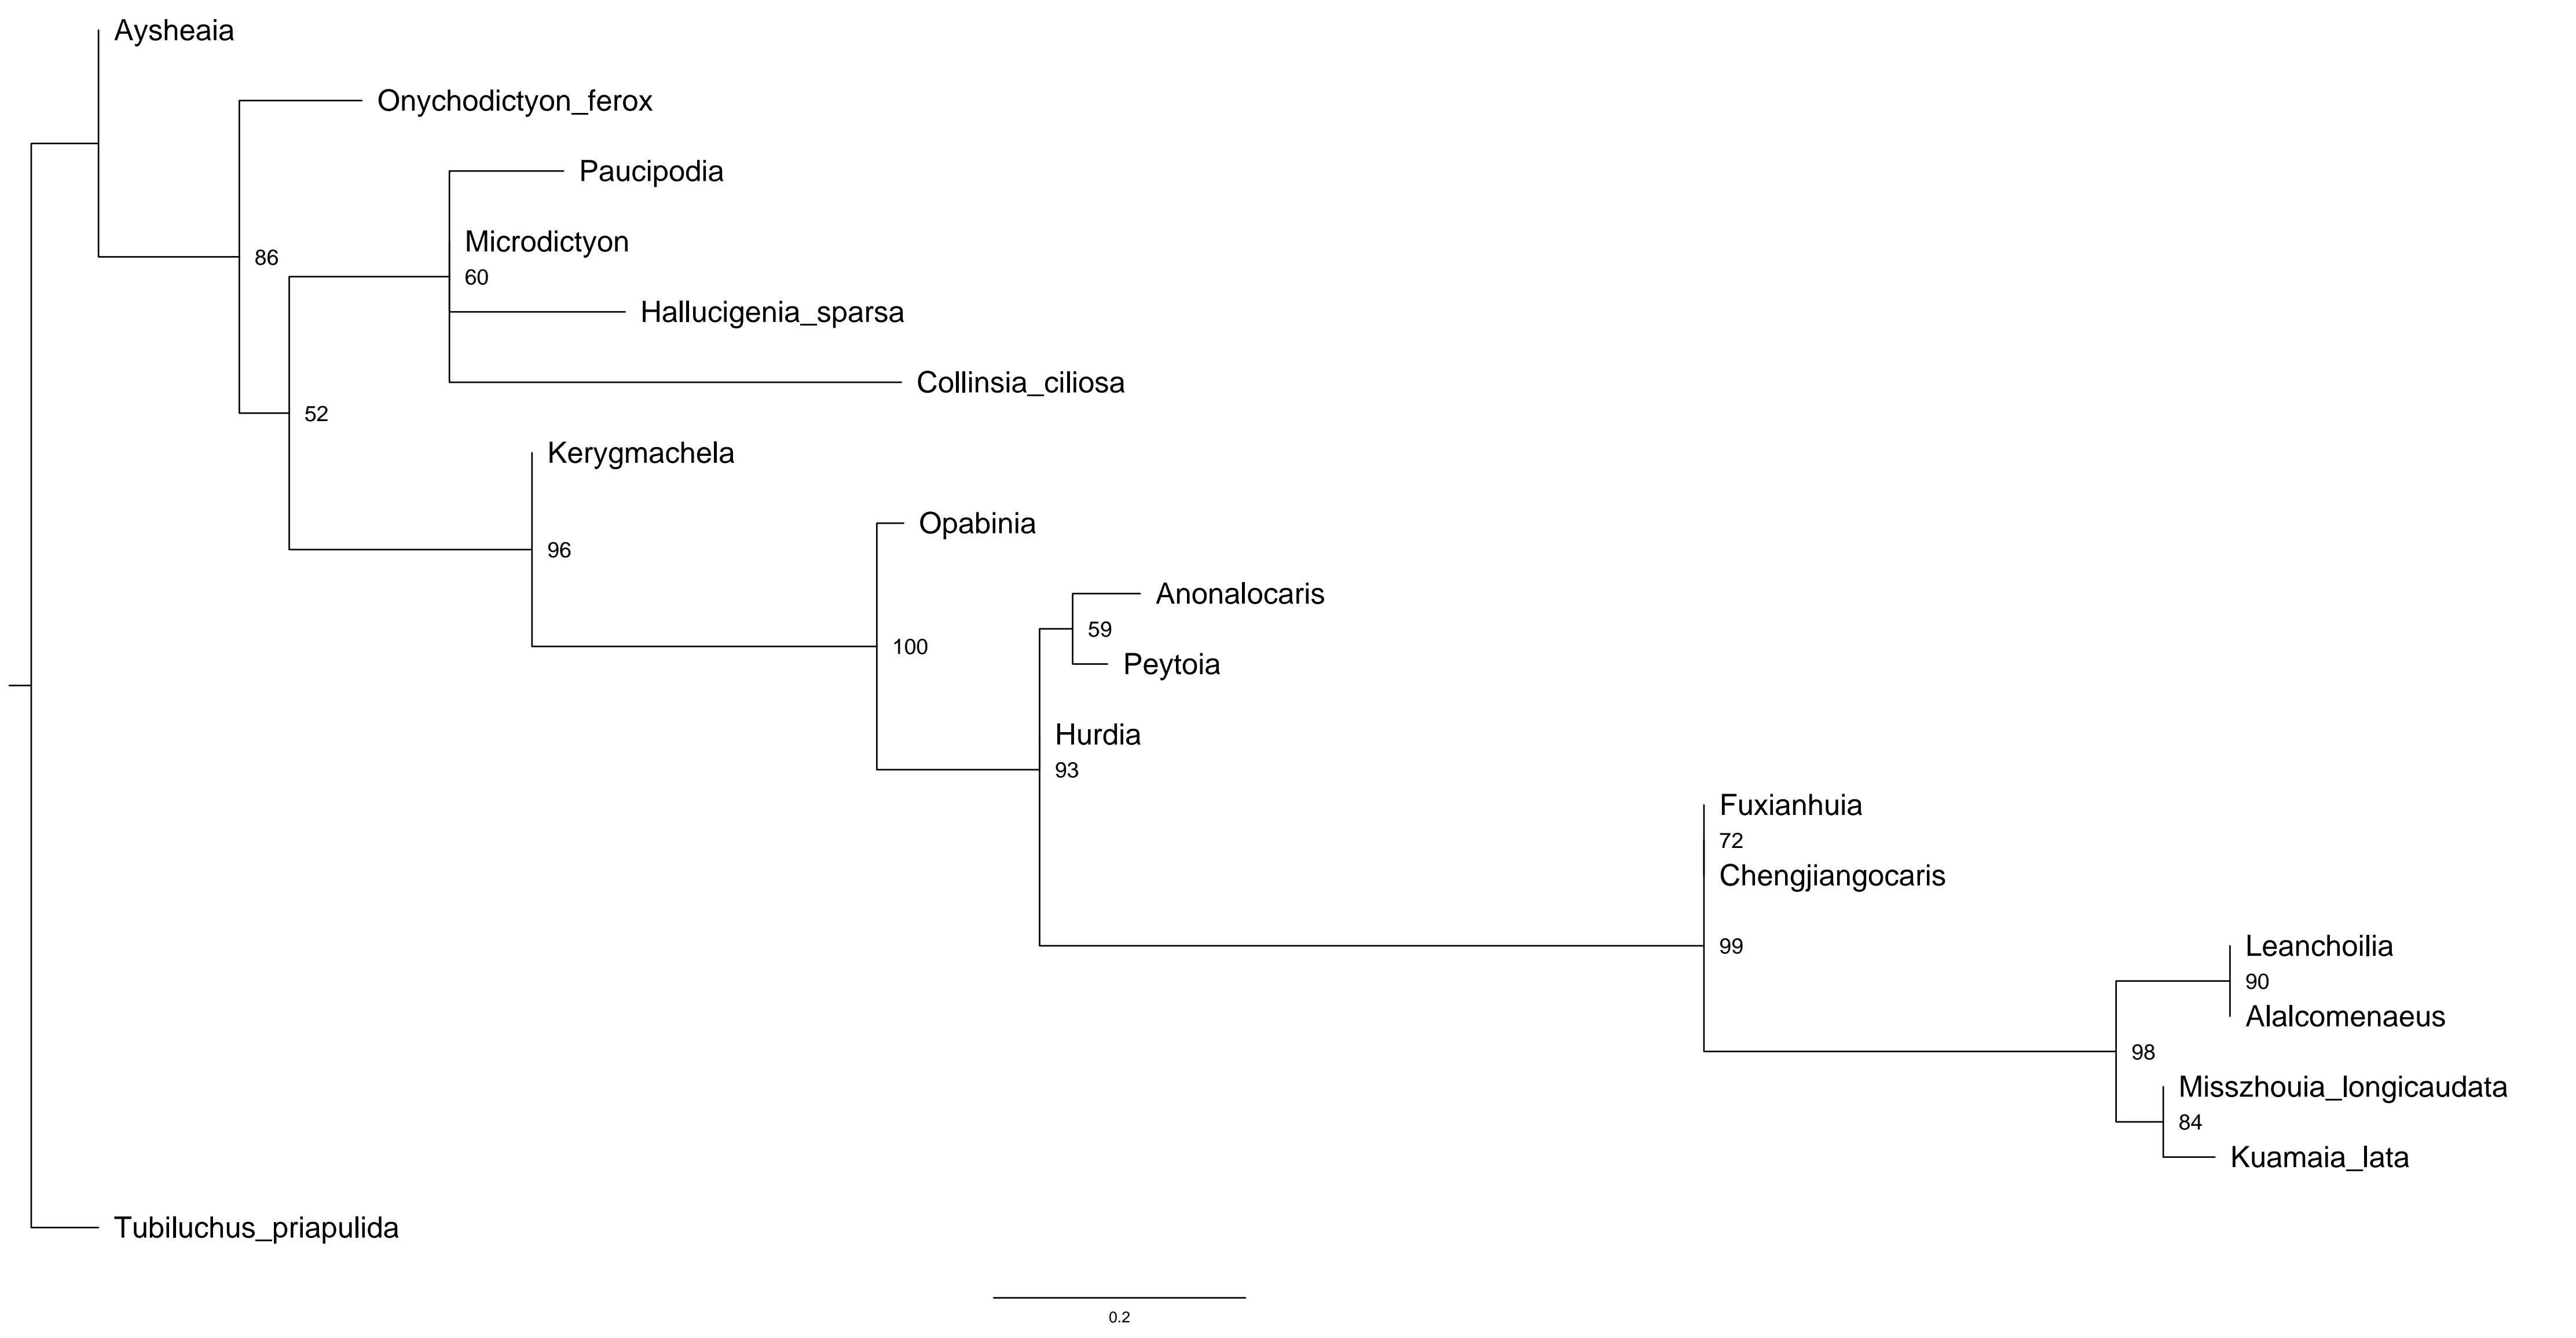 Aysheaia
Onychodictyon_ferox
Paucipodia
Microdictyon
86
60
Hallucigenia_sparsa
Collinsia_ciliosa
52
Kerygmachela
Opabinia
96
Anonalocaris
59
100
Peytoia
Hurdia
93
Fuxianhuia
72
Chengjiangocaris
99
Leanchoilia
90
Alalcomenaeus
98
Misszhouia_longicaudata
84
Kuamaia_lata
Tubiluchus_priapulida
0.2